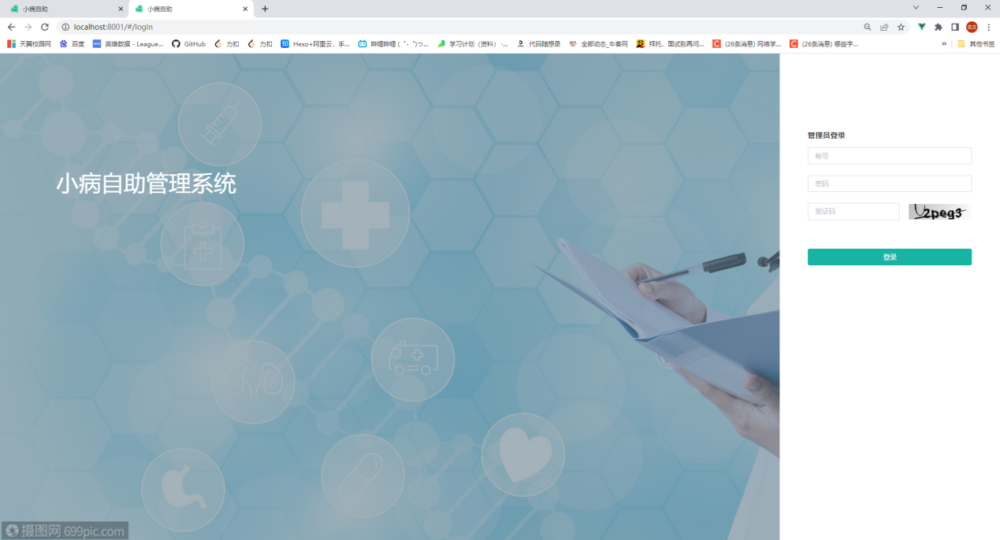 小病自助
小病自助
localhost:8001/#/login
凯文
天翼校园网
百度
英雄数据 - League...
GitHub
力扣
力扣
知
Hexo+阿里云，手...
哔哩哔哩 (゜-゜)つ...
学习计划（资料） -...
代码随想录
全部动态_牛客网
拜托，面试别再问...
(26条消息) 网络学...
(26条消息) 哪些字...
»
其他书签
小病自助管理系统
管理员登录
帐号
密码
验证码
2peg3
登录
摄图网 699pic.com